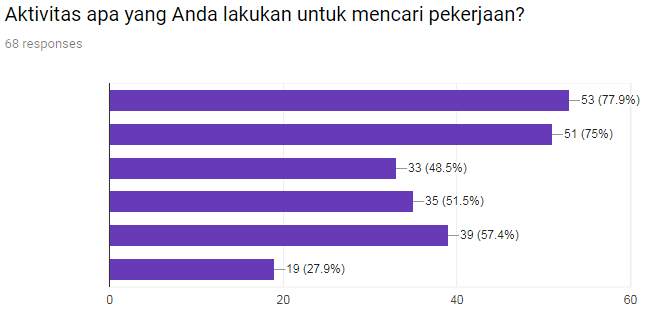 Aktivitas apa yang Anda lakukan untuk mencari pekerjaan?
68 responses
53 (77.9%)
51 (75%)
33 (48.5%)
35 (51.5%)
39 (57.4%)
19 (27.9%)
0 20 40 60